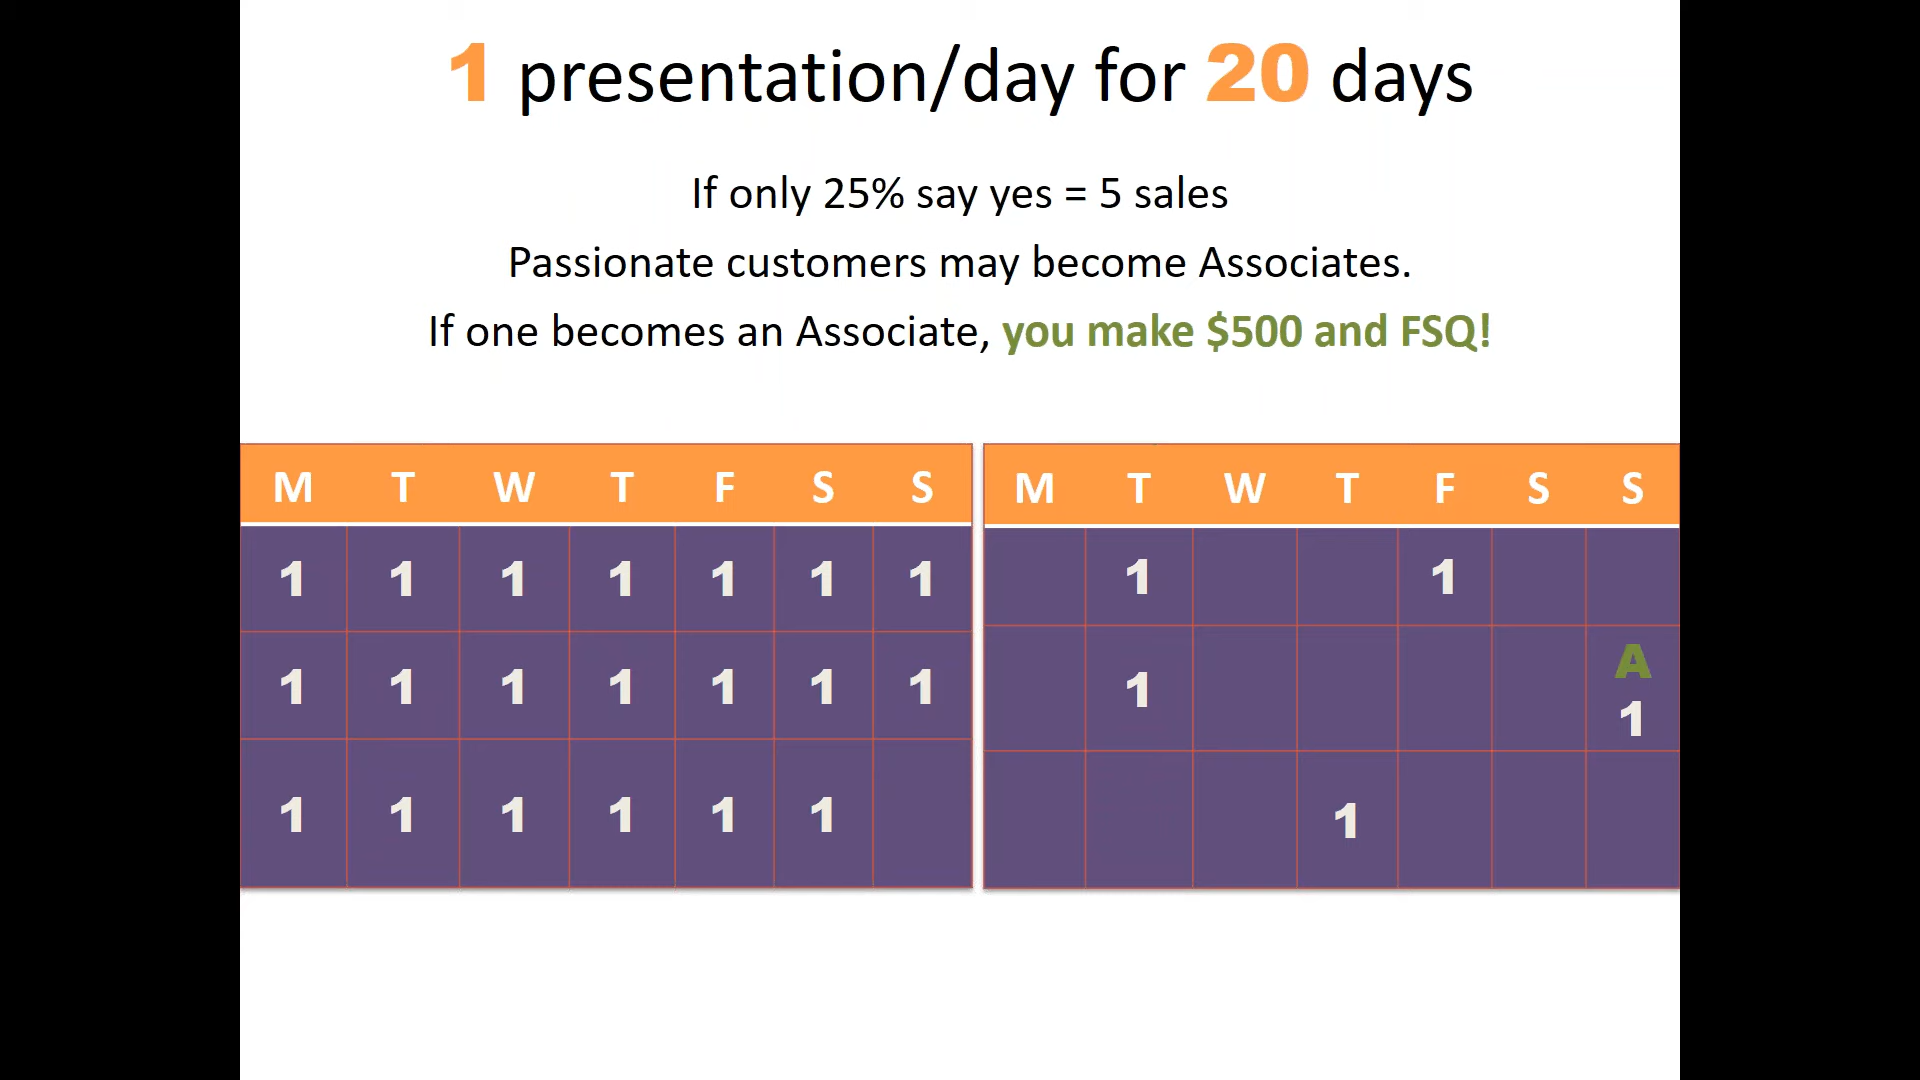 1 presentation/day for 20 days
If only 25% say yes = 5 sales
Passionate customers may become Associates.
If one becomes an Associate, you make $500 and FSQ!
M T W T F S S
1 1 1 1 1 1 1
1 1 1 1 1 1 1
1 1 1 1 1 1
M T W T F S S
1 1
A
1 1
1